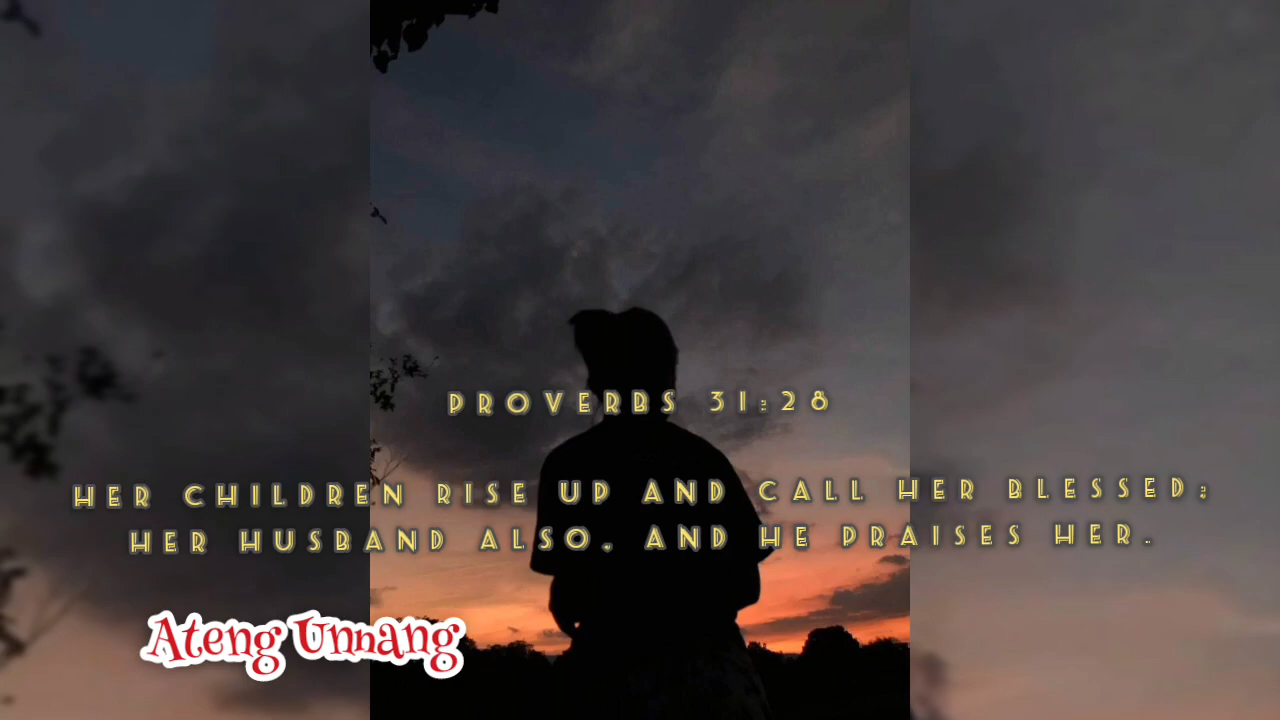 PROVERBS 31:28
HER CHILDREN RISE UP AND CALL HER BLESSED;
HER HUSBAND ALSO, AND HE PRAISES HER.
Ateng Unnang